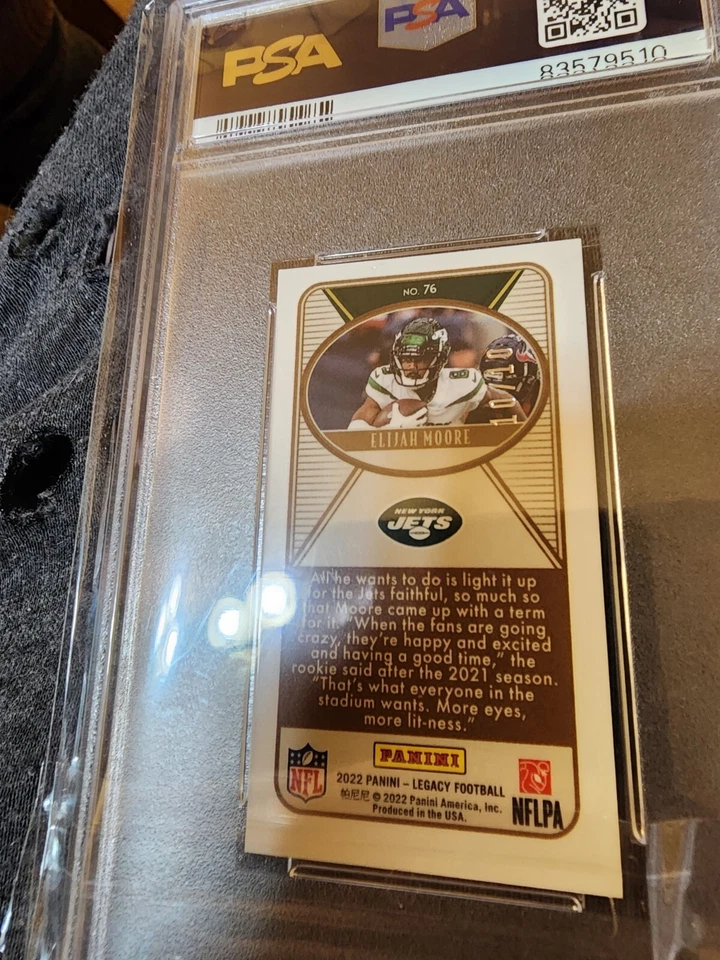 PSA
PSA
83579510
NO. 76
10/10
ELIJAH MOORE
NEW YORK
JETS
All he wants to do is light it up
for the Jets faithful, so much so
that Moore came up with a term
for it. "When the fans are going
crazy, they're happy and excited
and having a good time," the
rookie said after the 2021 season.
"That's what everyone in the
stadium wants. More eyes,
more lit-ness."
PANINI
NFL
2022 PANINI – LEGACY FOOTBALL
帕尼尼 © 2022 Panini America, Inc.
Produced in the USA.
NFLPA